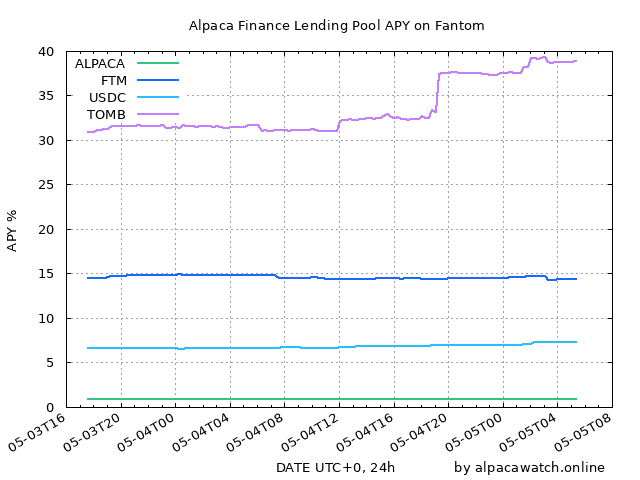 Alpaca Finance Lending Pool APY on Fantom
ALPACA
FTM
USDC
TOMB
APY %
40
35
30
25
20
15
10
5
0
05-03T16
05-03T20
05-04T00
05-04T04
05-04T08
05-04T12
05-04T16
05-04T20
05-05T00
05-05T04
05-05T08
DATE UTC+0, 24h
by alpacawatch.online